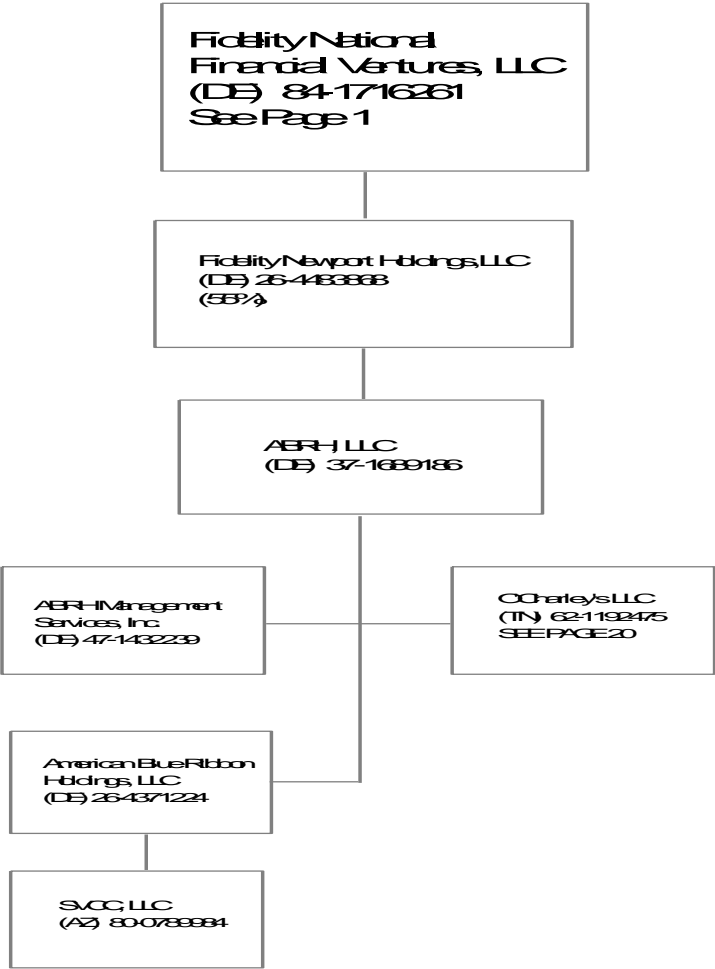 Fidelity National
Financial Ventures, LLC
(DE) 84-1716261
See Page 1
Fidelity Newport Holdings, LLC
(DE) 26-4483868
ABRH, LLC
(DE) 37-1689186
ABRH Management
Services, Inc.
(DE) 47-1432239
O'Charley's LLC
(TN) 62-1192475
SEE PAGE 20
American Blue Ribbon
Holdings, LLC
(DE) 26-4371224
SVCC, LLC
(AZ) 80-0789984